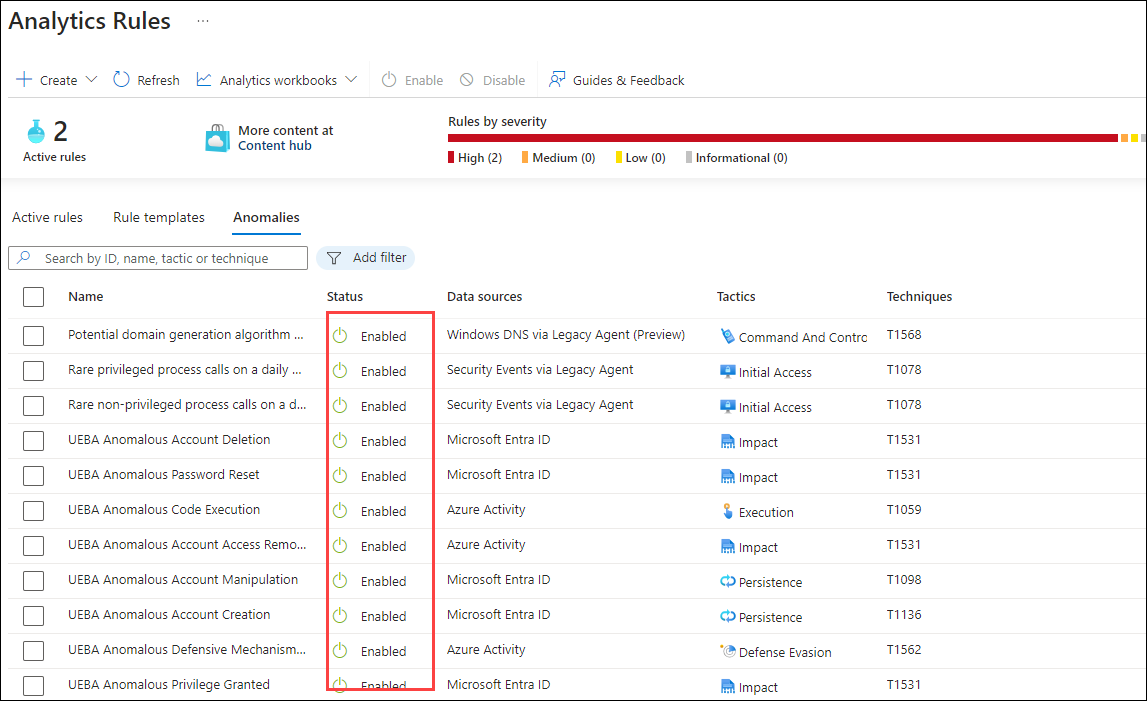 Analytics Rules ...
Create Refresh Analytics workbooks Enable Disable Guides & Feedback
2
Active rules
More content at
Content hub
Rules by severity
High (2) Medium (0) Low (0) Informational (0)
Active rules Rule templates Anomalies
Search by ID, name, tactic or technique Add filter
Name Status Data sources Tactics Techniques
Potential domain generation algorithm ... Enabled Windows DNS via Legacy Agent (Preview) Command And Contro T1568
Rare privileged process calls on a daily ... Enabled Security Events via Legacy Agent Initial Access T1078
Rare non-privileged process calls on a d... Enabled Security Events via Legacy Agent Initial Access T1078
UEBA Anomalous Account Deletion Enabled Microsoft Entra ID Impact T1531
UEBA Anomalous Password Reset Enabled Microsoft Entra ID Impact T1531
UEBA Anomalous Code Execution Enabled Azure Activity Execution T1059
UEBA Anomalous Account Access Remo... Enabled Azure Activity Impact T1531
UEBA Anomalous Account Manipulation Enabled Microsoft Entra ID Persistence T1098
UEBA Anomalous Account Creation Enabled Microsoft Entra ID Persistence T1136
UEBA Anomalous Defensive Mechanism... Enabled Azure Activity Defense Evasion T1562
UEBA Anomalous Privilege Granted Enabled Microsoft Entra ID Impact T1531